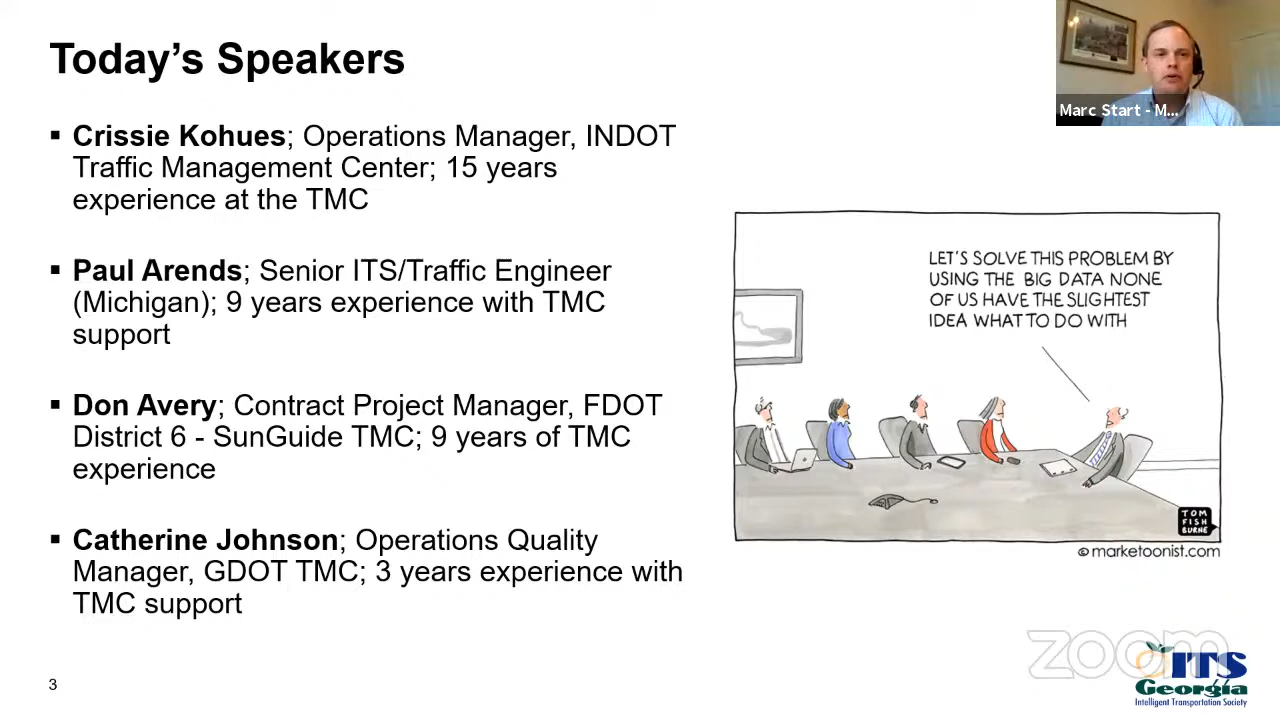 Today’s Speakers
Marc Start - M...
▪ Crissie Kohues; Operations Manager, INDOT
Traffic Management Center; 15 years
experience at the TMC
▪ Paul Arends; Senior ITS/Traffic Engineer
(Michigan); 9 years experience with TMC
support
▪ Don Avery; Contract Project Manager, FDOT
District 6 - SunGuide TMC; 9 years of TMC
experience
▪ Catherine Johnson; Operations Quality
Manager, GDOT TMC; 3 years experience with
TMC support
LET'S SOLVE THIS PROBLEM BY
USING THE BIG DATA NONE
OF US HAVE THE SLIGHTEST
IDEA WHAT TO DO WITH
TOM
FISH
BURNE
© marketoonist.com
3
zoom
ITS
Georgia
Intelligent Transportation Society